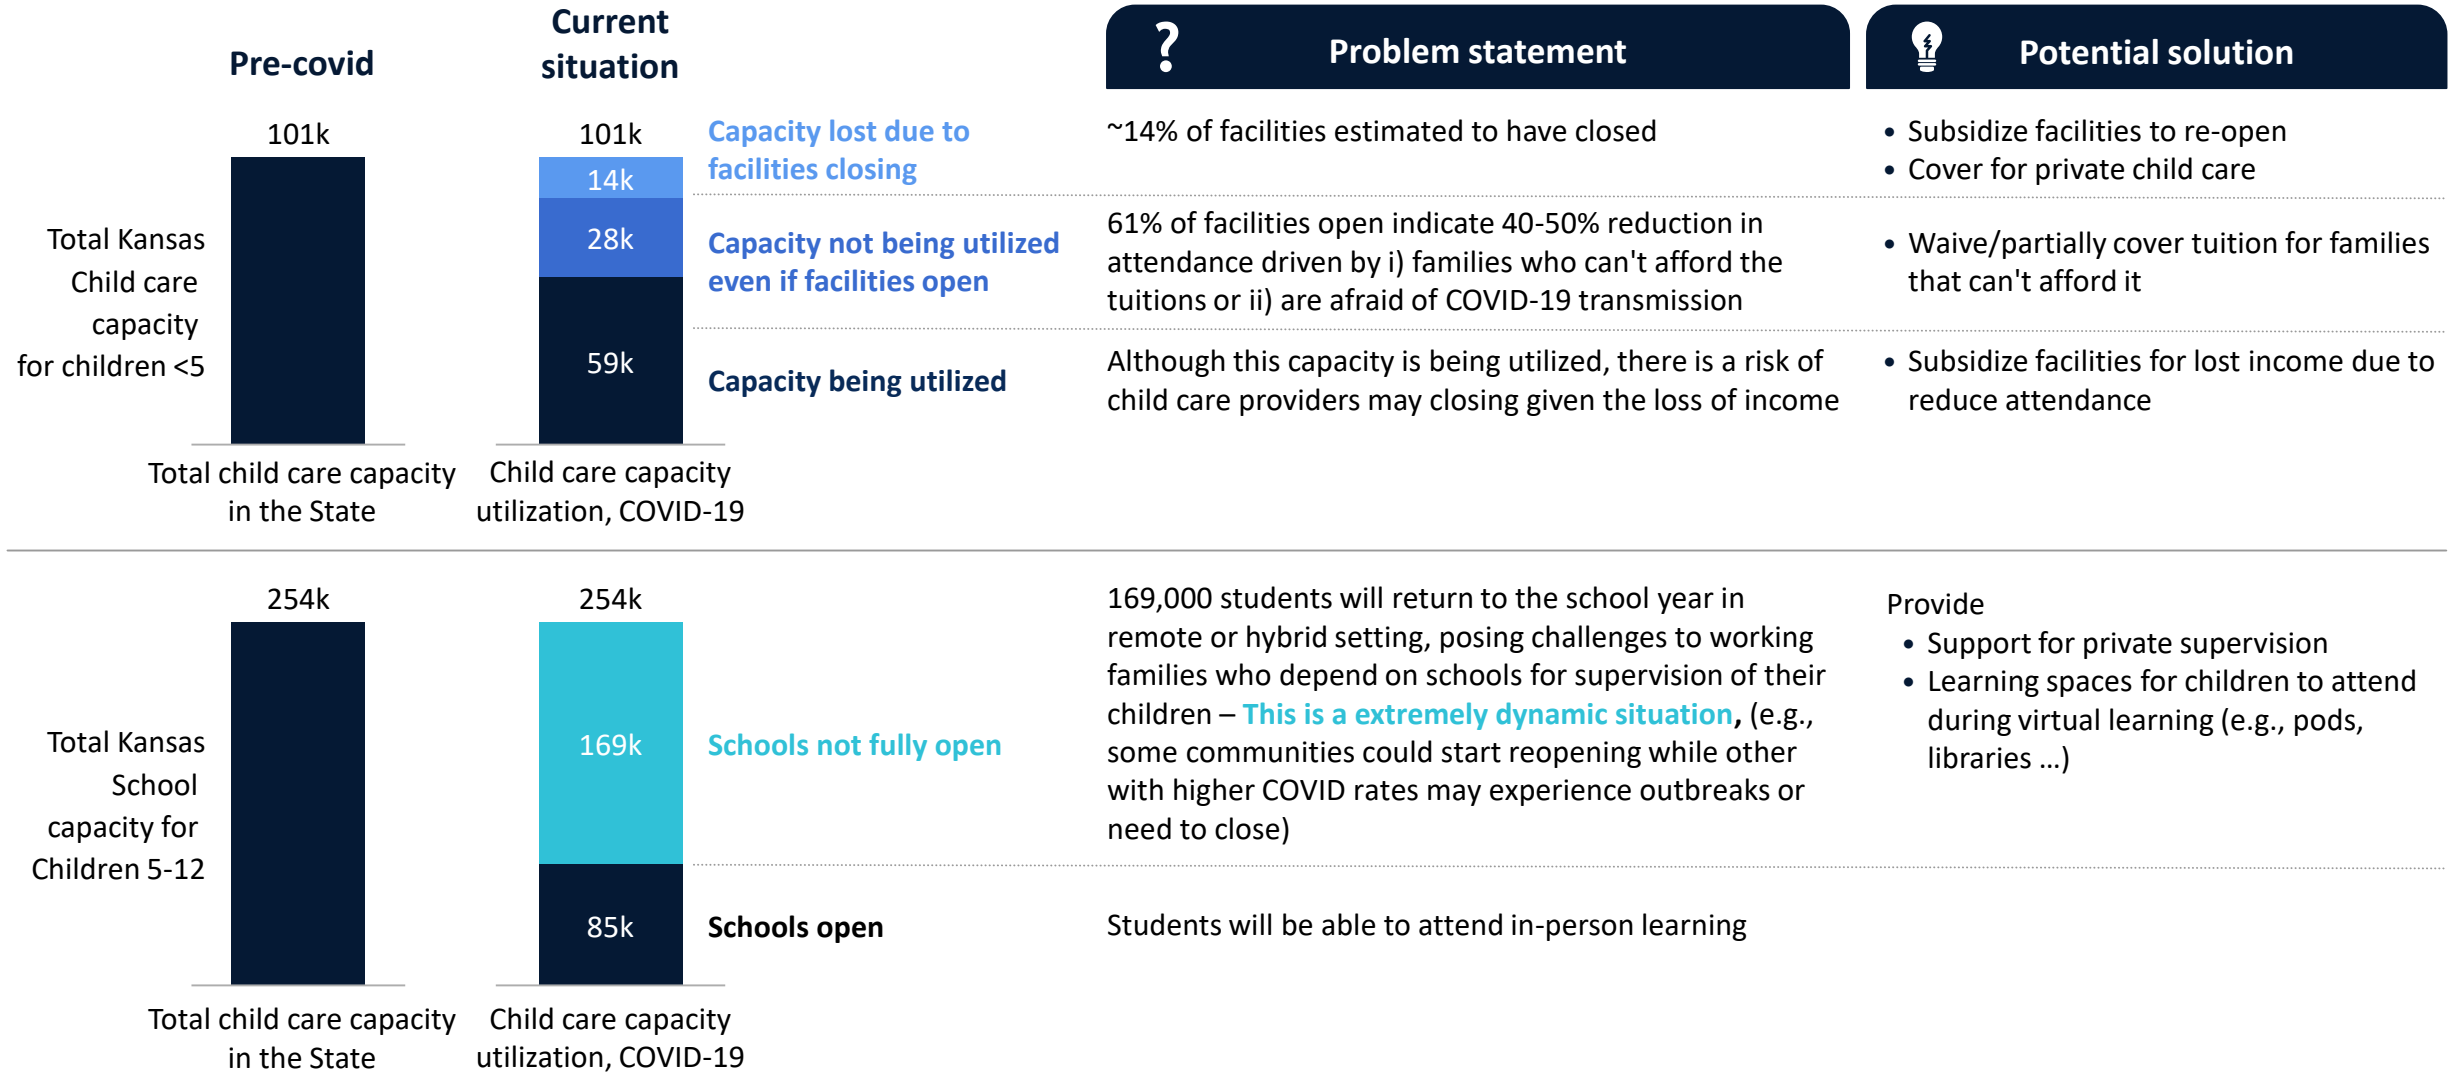 Pre-covid
Current
situation
?
Problem statement
Potential solution
Total Kansas
Child care
capacity
for children <5
101k
101k
14k
28k
59k
Total child care capacity
in the State
Child care capacity
utilization, COVID-19
Capacity lost due to
facilities closing
~14% of facilities estimated to have closed
• Subsidize facilities to re-open
• Cover for private child care
Capacity not being utilized
even if facilities open
61% of facilities open indicate 40-50% reduction in
attendance driven by i) families who can't afford the
tuitions or ii) are afraid of COVID-19 transmission
• Waive/partially cover tuition for families
that can't afford it
Capacity being utilized
Although this capacity is being utilized, there is a risk of
child care providers may closing given the loss of income
• Subsidize facilities for lost income due to
reduce attendance
Total Kansas
School
capacity for
Children 5-12
254k
254k
169k
85k
Total child care capacity
in the State
Child care capacity
utilization, COVID-19
Schools not fully open
169,000 students will return to the school year in
remote or hybrid setting, posing challenges to working
families who depend on schools for supervision of their
children – This is a extremely dynamic situation, (e.g.,
some communities could start reopening while other
with higher COVID rates may experience outbreaks or
need to close)
Provide
• Support for private supervision
• Learning spaces for children to attend
during virtual learning (e.g., pods,
libraries ...)
Schools open
Students will be able to attend in-person learning